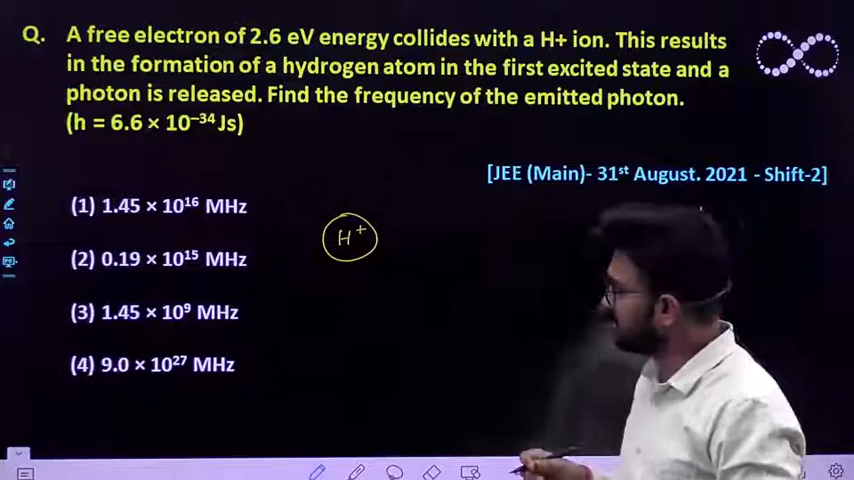 Q. A free electron of 2.6 eV energy collides with a H+ ion. This results
in the formation of a hydrogen atom in the first excited state and a
photon is released. Find the frequency of the emitted photon.
(h = 6.6 × 10⁻³⁴ Js)
[JEE (Main)- 31ˢᵗ August. 2021 - Shift-2]
(1) 1.45 × 10¹⁶ MHz
H⁺
(2) 0.19 × 10¹⁵ MHz
(3) 1.45 × 10⁹ MHz
(4) 9.0 × 10²⁷ MHz